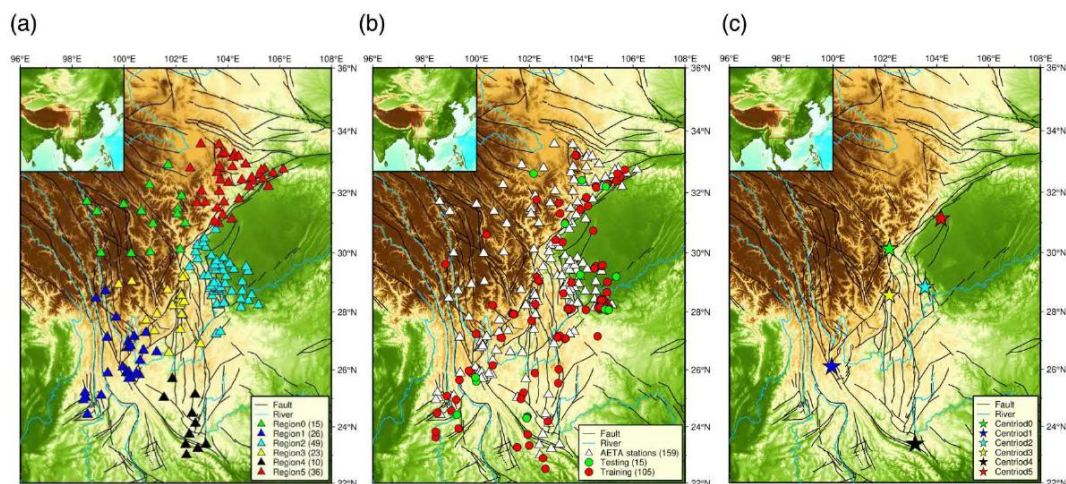 (a)
(b)
(c)
96°E 98°E 100°E 102°E 104°E 106°E 108°E
96°E 98°E 100°E 102°E 104°E 106°E 108°E
96°E 98°E 100°E 102°E 104°E 106°E 108°E
36°N
34°N
32°N
30°N
28°N
26°N
24°N
22°N
36°N
34°N
32°N
30°N
28°N
26°N
24°N
22°N
36°N
34°N
32°N
30°N
28°N
26°N
24°N
22°N
Fault
River
Region0 (15)
Region1 (26)
Region2 (49)
Region3 (23)
Region4 (10)
Region5 (36)
Fault
River
AETA stations (159)
Testing (15)
Training (105)
Fault
River
Centriod0
Centriod1
Centriod2
Centriod3
Centriod4
Centriod5